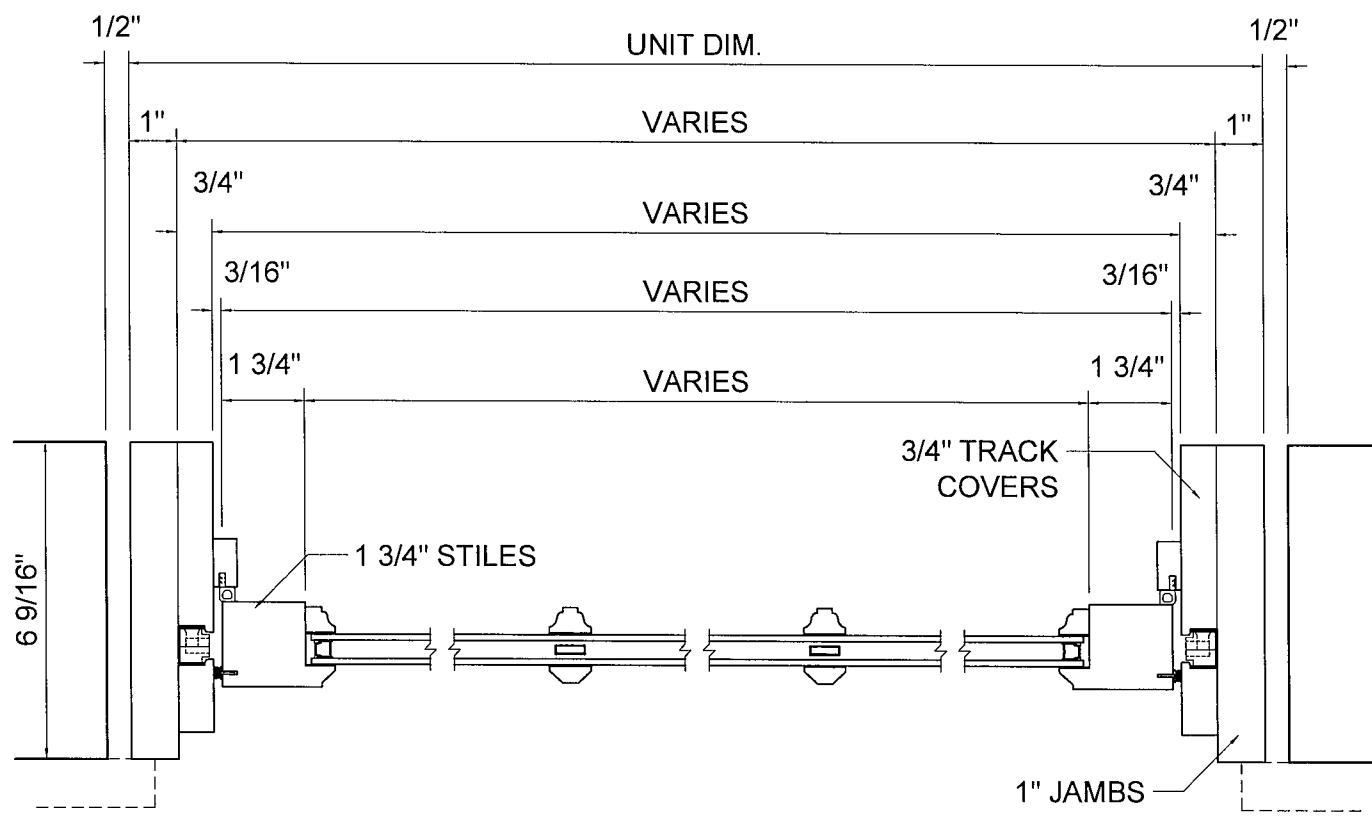 1/2"
UNIT DIM.
1/2"
1"
VARIES
1"
3/4"
VARIES
3/4"
3/16"
VARIES
3/16"
1 3/4"
VARIES
1 3/4"
3/4" TRACK
COVERS
1 3/4" STILES
6 9/16"
1" JAMBS